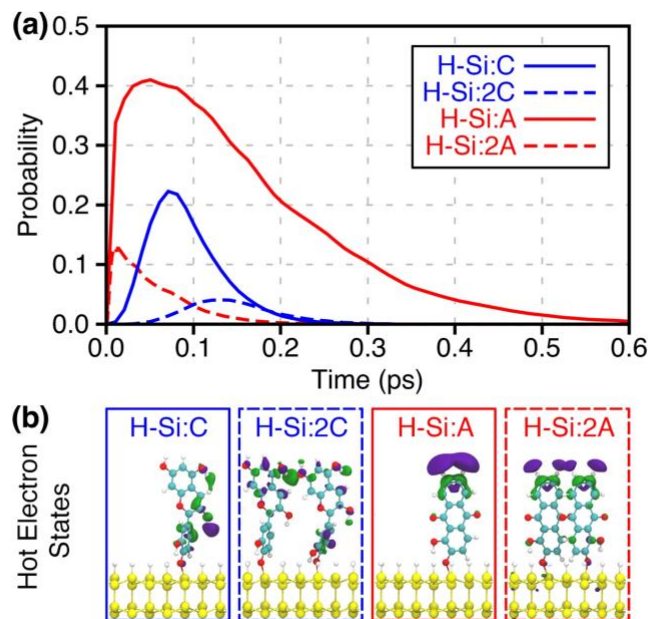 (a)
0.5
0.4
0.3
0.2
0.1
0.0
Probability
H-Si:C
H-Si:2C
H-Si:A
H-Si:2A
0.0 0.1 0.2 0.3 0.4 0.5 0.6
Time (ps)
(b)
Hot Electron
States
H-Si:C H-Si:2C H-Si:A H-Si:2A